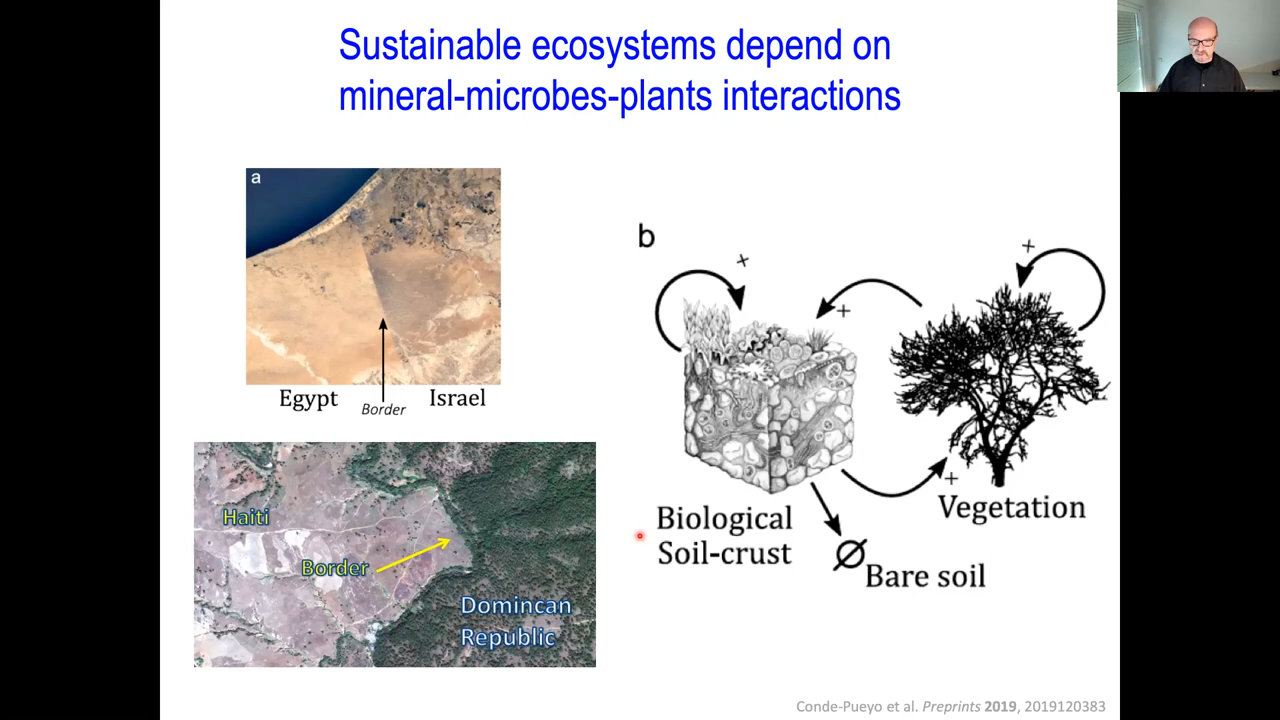 Sustainable ecosystems depend on
mineral-microbes-plants interactions
a
Egypt
Border
Israel
Haiti
Border
Domincan
Republic
b
+
+
+
+
Biological
Soil-crust
Vegetation
Ø
Bare soil
Conde-Pueyo et al. Preprints 2019, 2019120383